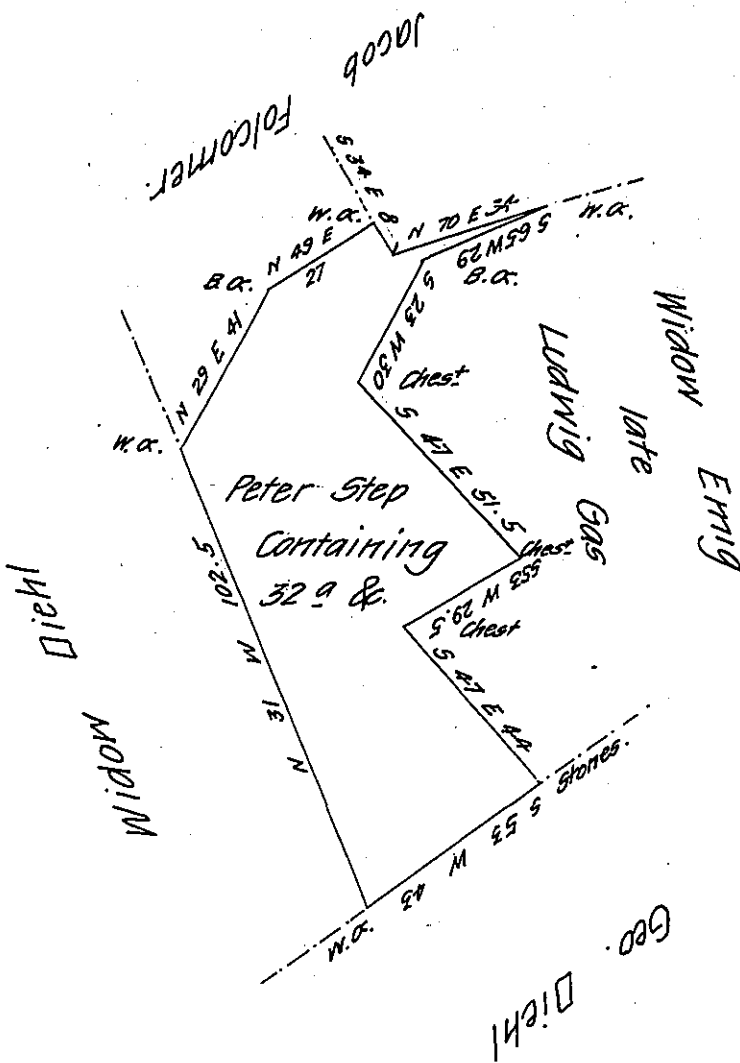 Jacob
Folcomer.
S 34 E 8
W.O.
N 70 E 34
W.O.
N 49 E
27
B.O.
S 65 W 29
B.O.
N 29 E 41
S 23 W 30
Chest
W.O.
S 47 E 51.5
Widow Emig
late
Ludwig Gas
Peter Step
Containing
32 a &c.
Chest
S53 W 29.5
Chest
S 47 E 44
N 31 W 102.5
Widow Diehl
Stones.
S 53 W 43
W.O.
Geo. Diehl